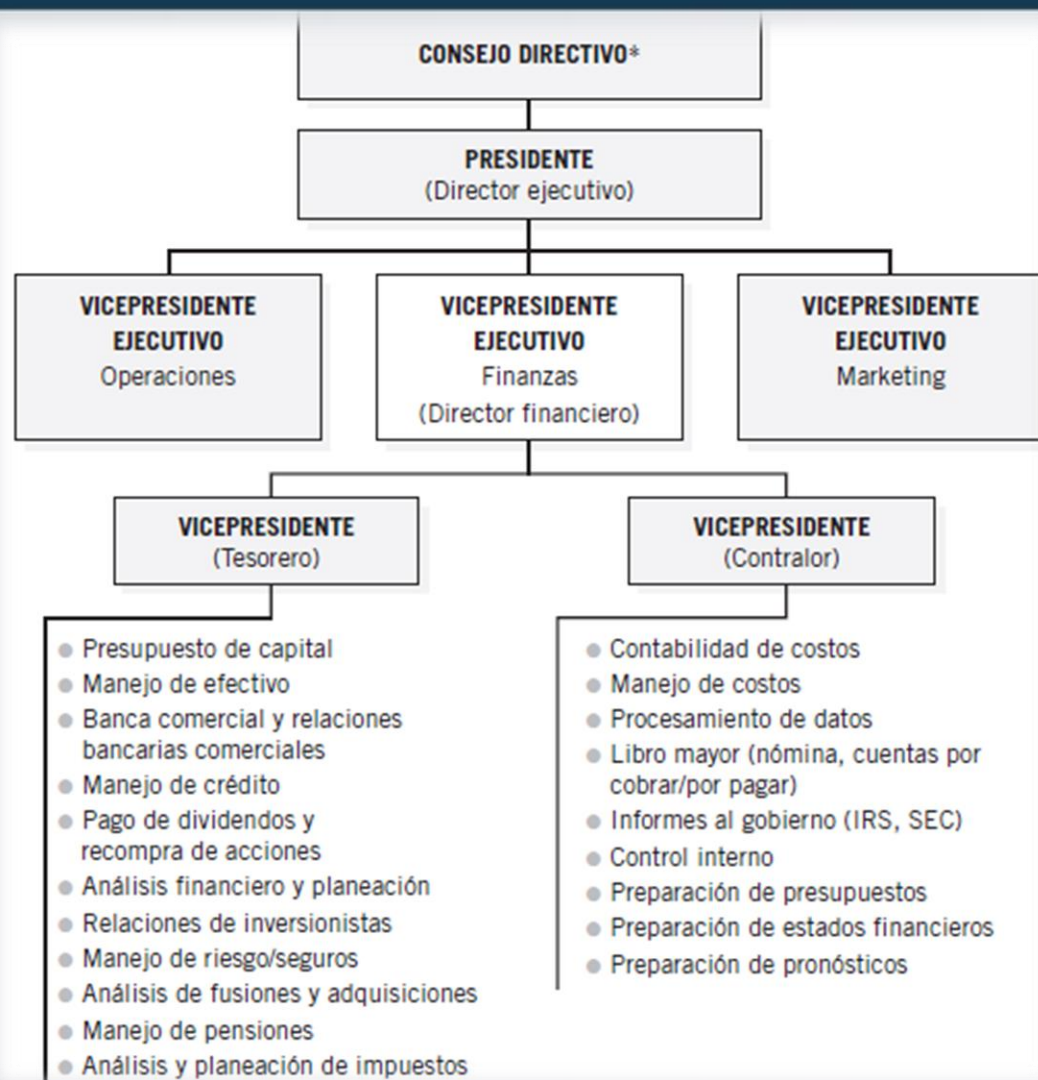 CONSEJO DIRECTIVO*
PRESIDENTE
(Director ejecutivo)
VICEPRESIDENTE
EJECUTIVO
Operaciones
VICEPRESIDENTE
EJECUTIVO
Finanzas
(Director financiero)
VICEPRESIDENTE
EJECUTIVO
Marketing
VICEPRESIDENTE
(Tesorero)
● Presupuesto de capital
● Manejo de efectivo
● Banca comercial y relaciones
bancarias comerciales
● Manejo de crédito
● Pago de dividendos y
recompra de acciones
● Análisis financiero y planeación
● Relaciones de inversionistas
● Manejo de riesgo/seguros
● Análisis de fusiones y adquisiciones
● Manejo de pensiones
● Análisis y planeación de impuestos
VICEPRESIDENTE
(Contralor)
● Contabilidad de costos
● Manejo de costos
● Procesamiento de datos
● Libro mayor (nómina, cuentas por
cobrar/por pagar)
● Informes al gobierno (IRS, SEC)
● Control interno
● Preparación de presupuestos
● Preparación de estados financieros
● Preparación de pronósticos